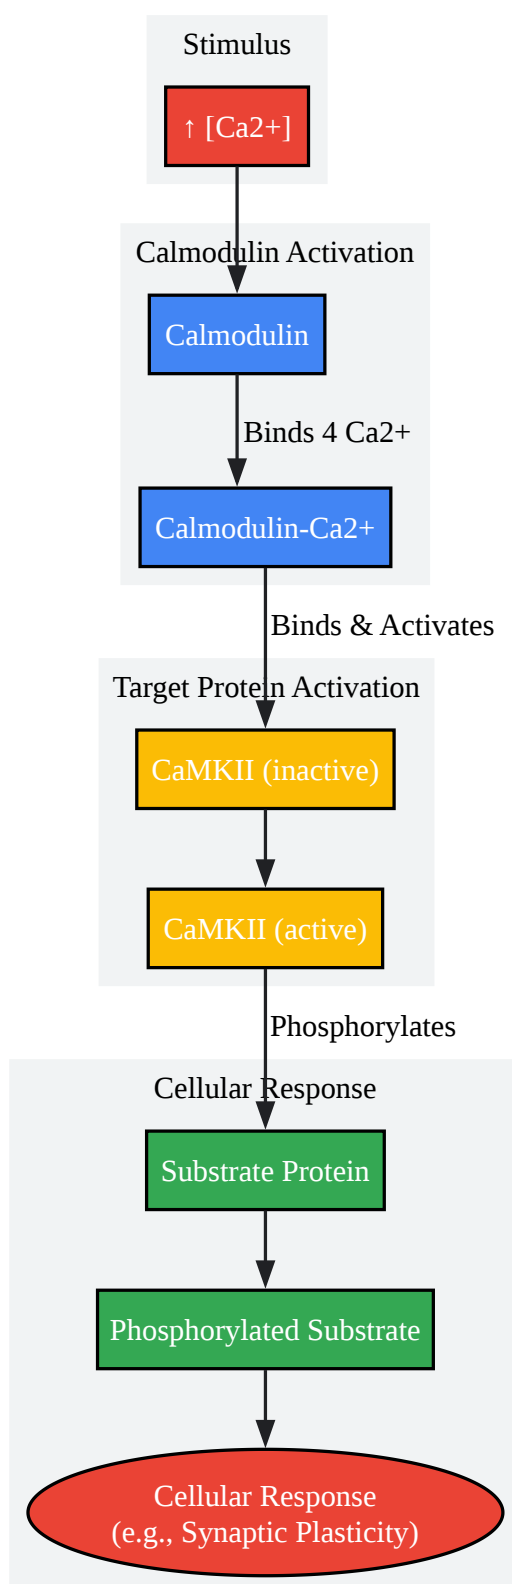 Stimulus
↑ [Ca2+]
Calmodulin Activation
Calmodulin
Binds 4 Ca2+
Calmodulin-Ca2+
Binds & Activates
Target Protein Activation
CaMKII (inactive)
CaMKII (active)
Phosphorylates
Cellular Response
Substrate Protein
Phosphorylated Substrate
Cellular Response
(e.g., Synaptic Plasticity)